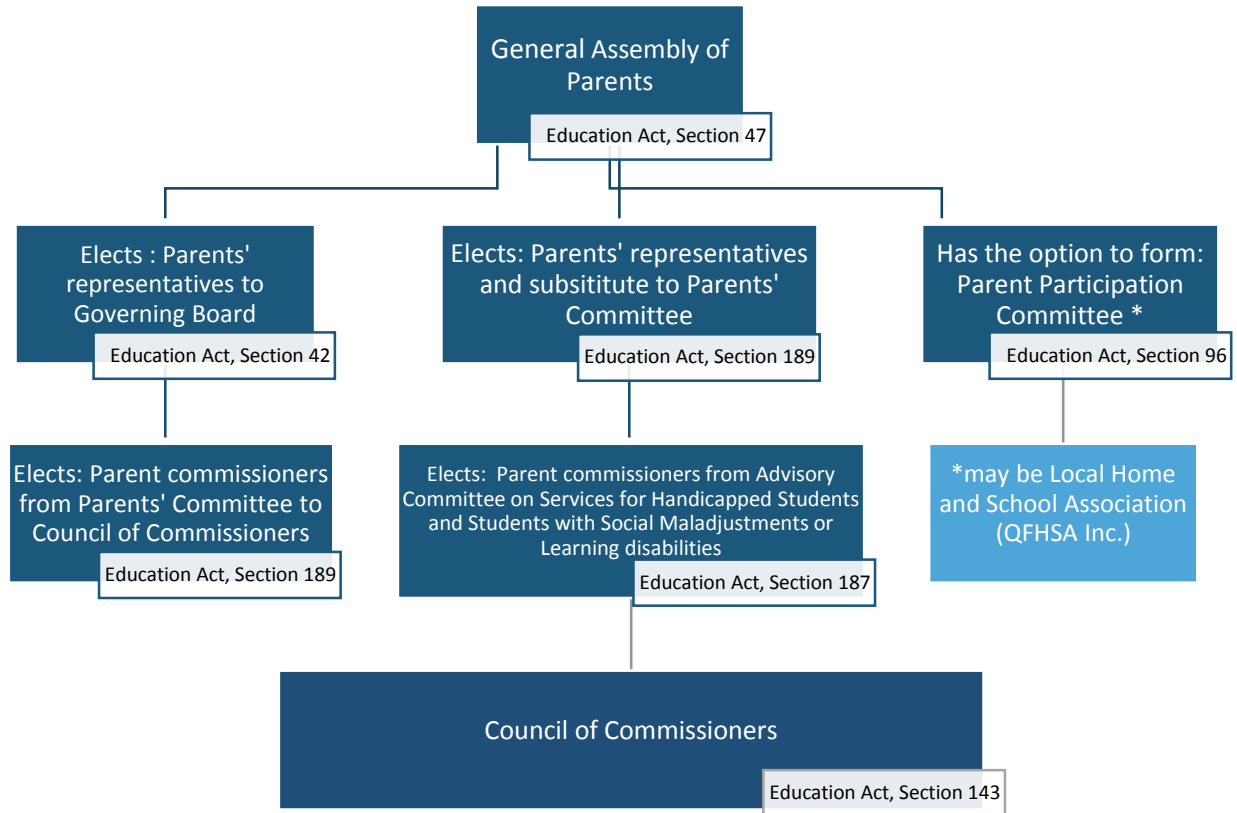 General Assembly of
Parents
Education Act, Section 47
Elects : Parents'
representatives to
Governing Board
Education Act, Section 42
Elects: Parents' representatives
and subsititute to Parents'
Committee
Education Act, Section 189
Has the option to form:
Parent Participation
Committee *
Education Act, Section 96
Elects: Parent commissioners
from Parents' Committee to
Council of Commissioners
Education Act, Section 189
Elects:  Parent commissioners from Advisory
Committee on Services for Handicapped Students
and Students with Social Maladjustments or
Learning disabilities
Education Act, Section 187
*may be Local Home
and School Association
(QFHSA Inc.)
Council of Commissioners
Education Act, Section 143